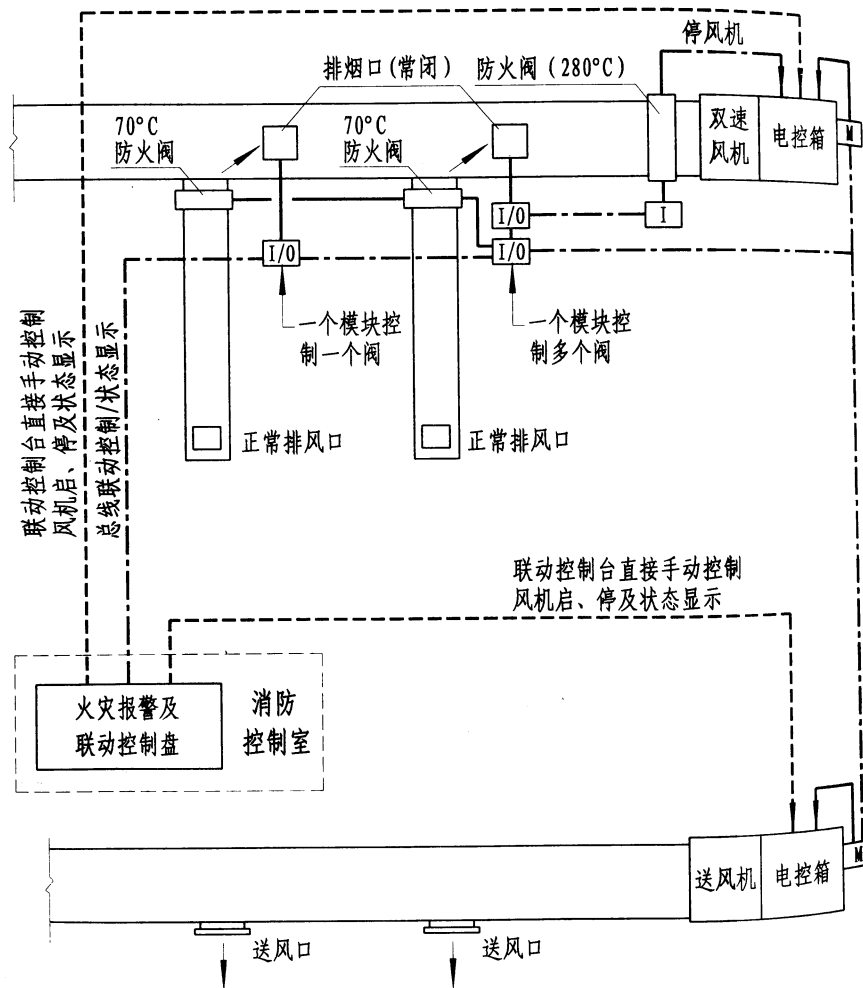 停风机
排烟口(常闭)
防火阀(280°C)
70°C
防火阀
70°C
防火阀
双速
风机
电控箱
M
I/O
I
I/O
I/O
一个模块控
制一个阀
一个模块控
制多个阀
正常排风口
正常排风口
联动控制台直接手动控制
风机启、停及状态显示
总线联动控制/状态显示
联动控制台直接手动控制
风机启、停及状态显示
火灾报警及
联动控制盘
消防
控制室
送风机
电控箱
M
送风口
送风口